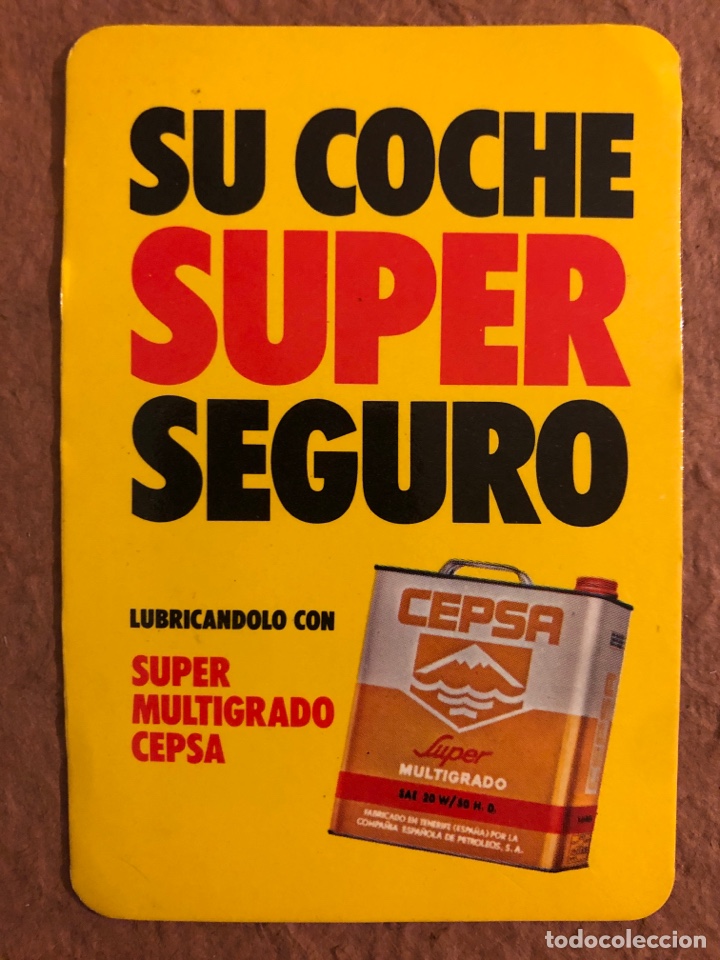 SU COCHE
SUPER
SEGURO
LUBRICANDOLO CON
SUPER
MULTIGRADO
CEPSA
CEPSA
Super
MULTIGRADO
SAE 20 W/50 H. D.
FABRICADO EN TENERIFE (ESPAÑA) POR LA
COMPAÑIA ESPAÑOLA DE PETROLEOS, S. A.
todocoleccion